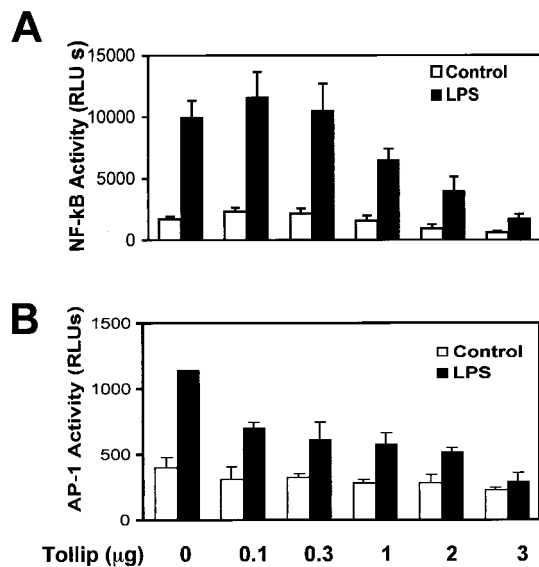 A
NF-kB Activity (RLU s)
15000
10000
5000
0
Control
LPS
B
AP-1 Activity (RLUs)
1500
1000
500
0
Control
LPS
Tollip (μg) 0 0.1 0.3 1 2 3